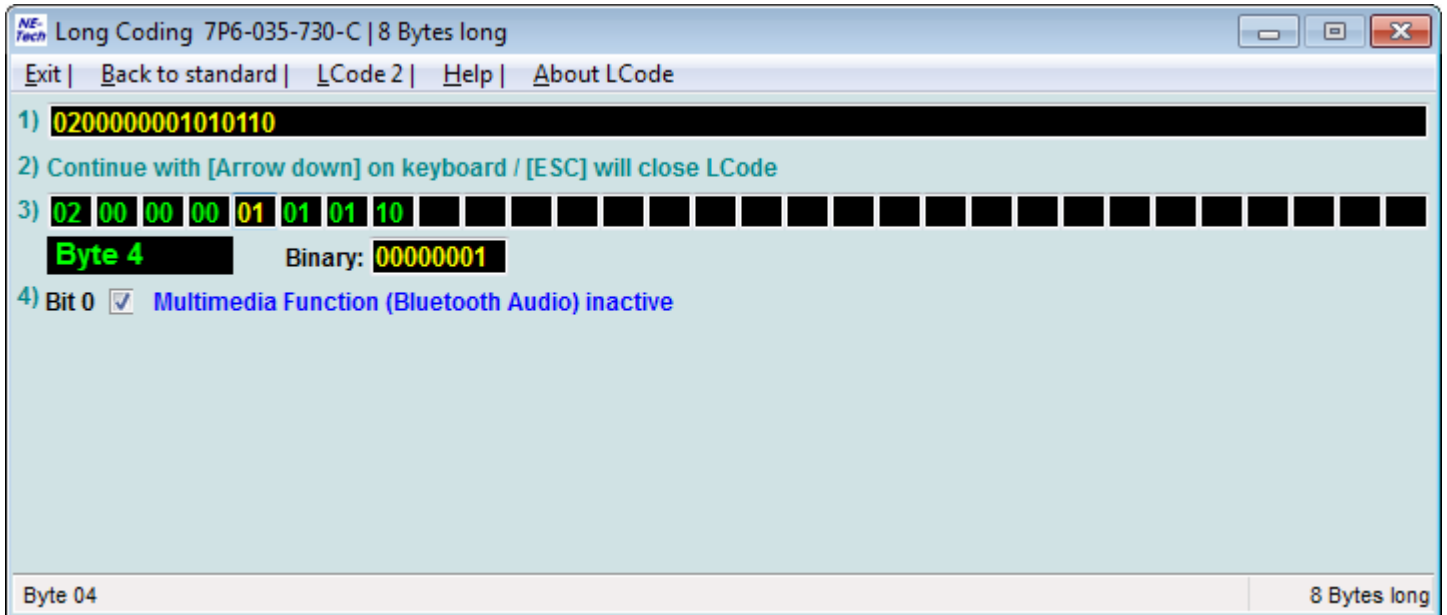 NE-Tech Long Coding 7P6-035-730-C | 8 Bytes long
Exit | Back to standard | LCode 2 | Help | About LCode
1) 0200000001010110
2) Continue with [Arrow down] on keyboard / [ESC] will close LCode
3) 02 00 00 00 01 01 01 10
Byte 4 Binary: 00000001
4) Bit 0 Multimedia Function (Bluetooth Audio) inactive
Byte 04 8 Bytes long